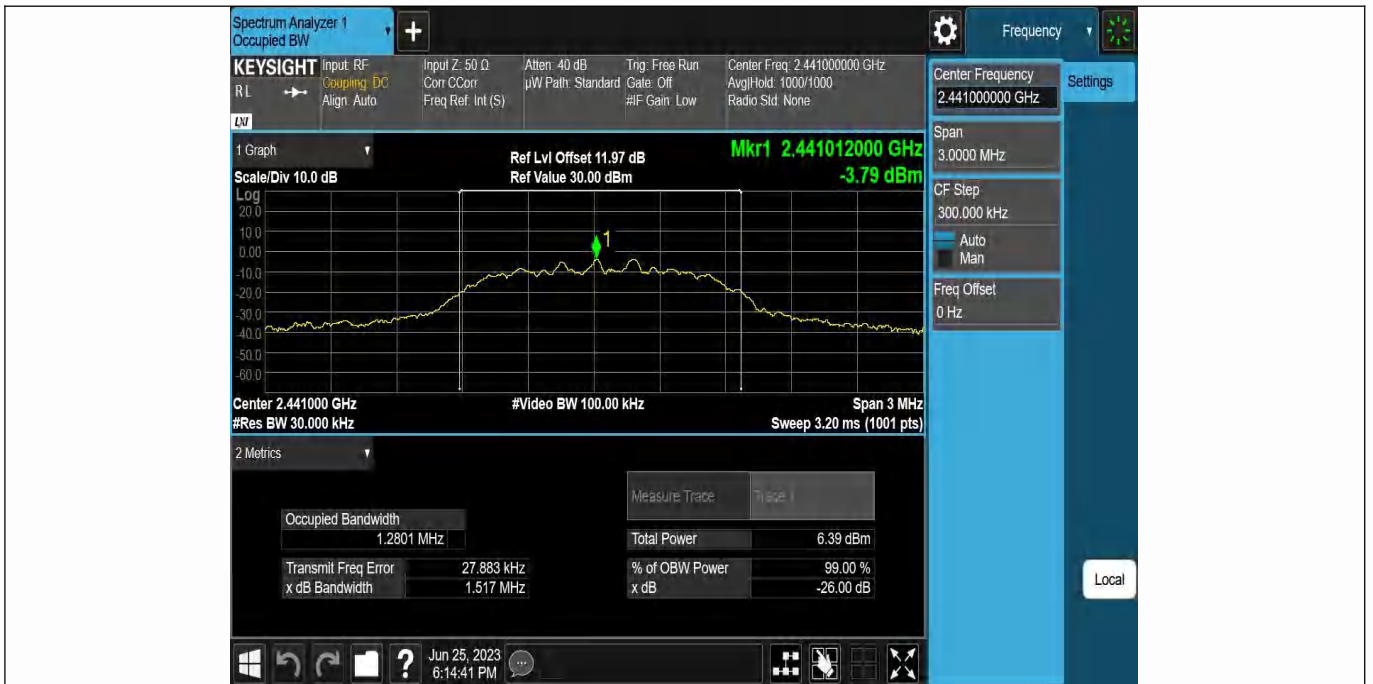 Spectrum Analyzer 1
Occupied BW
+
Frequency
KEYSIGHT
R L
LXI
Input: RF
Coupling: DC
Align: Auto
Input Z: 50 Ω
Corr CCorr
Freq Ref: Int (S)
Atten: 40 dB
µW Path: Standard
Trig: Free Run
Gate: Off
#IF Gain: Low
Center Freq: 2.441000000 GHz
Avg|Hold: 1000/1000
Radio Std: None
Center Frequency
2.441000000 GHz
Settings
Span
3.0000 MHz
CF Step
300.000 kHz
Auto
Man
Freq Offset
0 Hz
1 Graph
Scale/Div 10.0 dB
Ref Lvl Offset 11.97 dB
Ref Value 30.00 dBm
Mkr1 2.441012000 GHz
-3.79 dBm
Log
20.0
10.0
0.00
-10.0
-20.0
-30.0
-40.0
-50.0
-60.0
1
Center 2.441000 GHz
#Video BW 100.00 kHz
Span 3 MHz
#Res BW 30.000 kHz
Sweep 3.20 ms (1001 pts)
2 Metrics
Measure Trace
Trace 1
Occupied Bandwidth
1.2801 MHz
Total Power
6.39 dBm
Transmit Freq Error
27.883 kHz
% of OBW Power
99.00 %
x dB Bandwidth
1.517 MHz
x dB
-26.00 dB
Local
?
Jun 25, 2023
6:14:41 PM